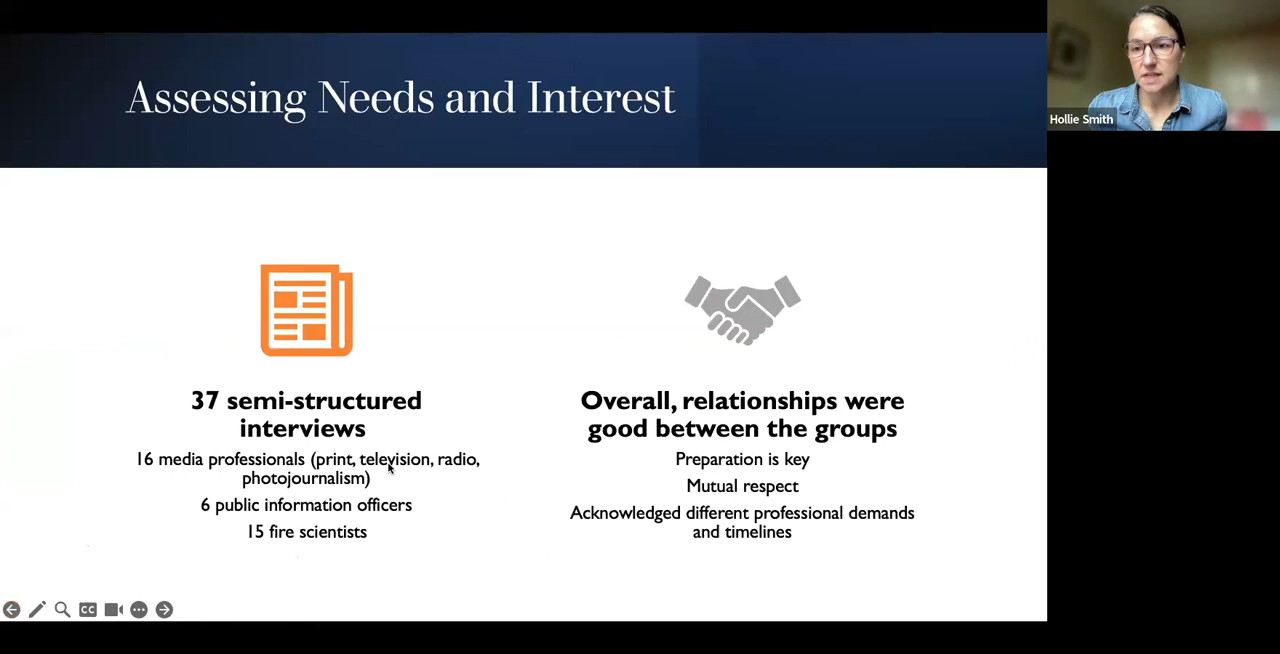 Assessing Needs and Interest
Hollie Smith
37 semi-structured
interviews
16 media professionals (print, television, radio,
photojournalism)
6 public information officers
15 fire scientists
Overall, relationships were
good between the groups
Preparation is key
Mutual respect
Acknowledged different professional demands
and timelines
CC